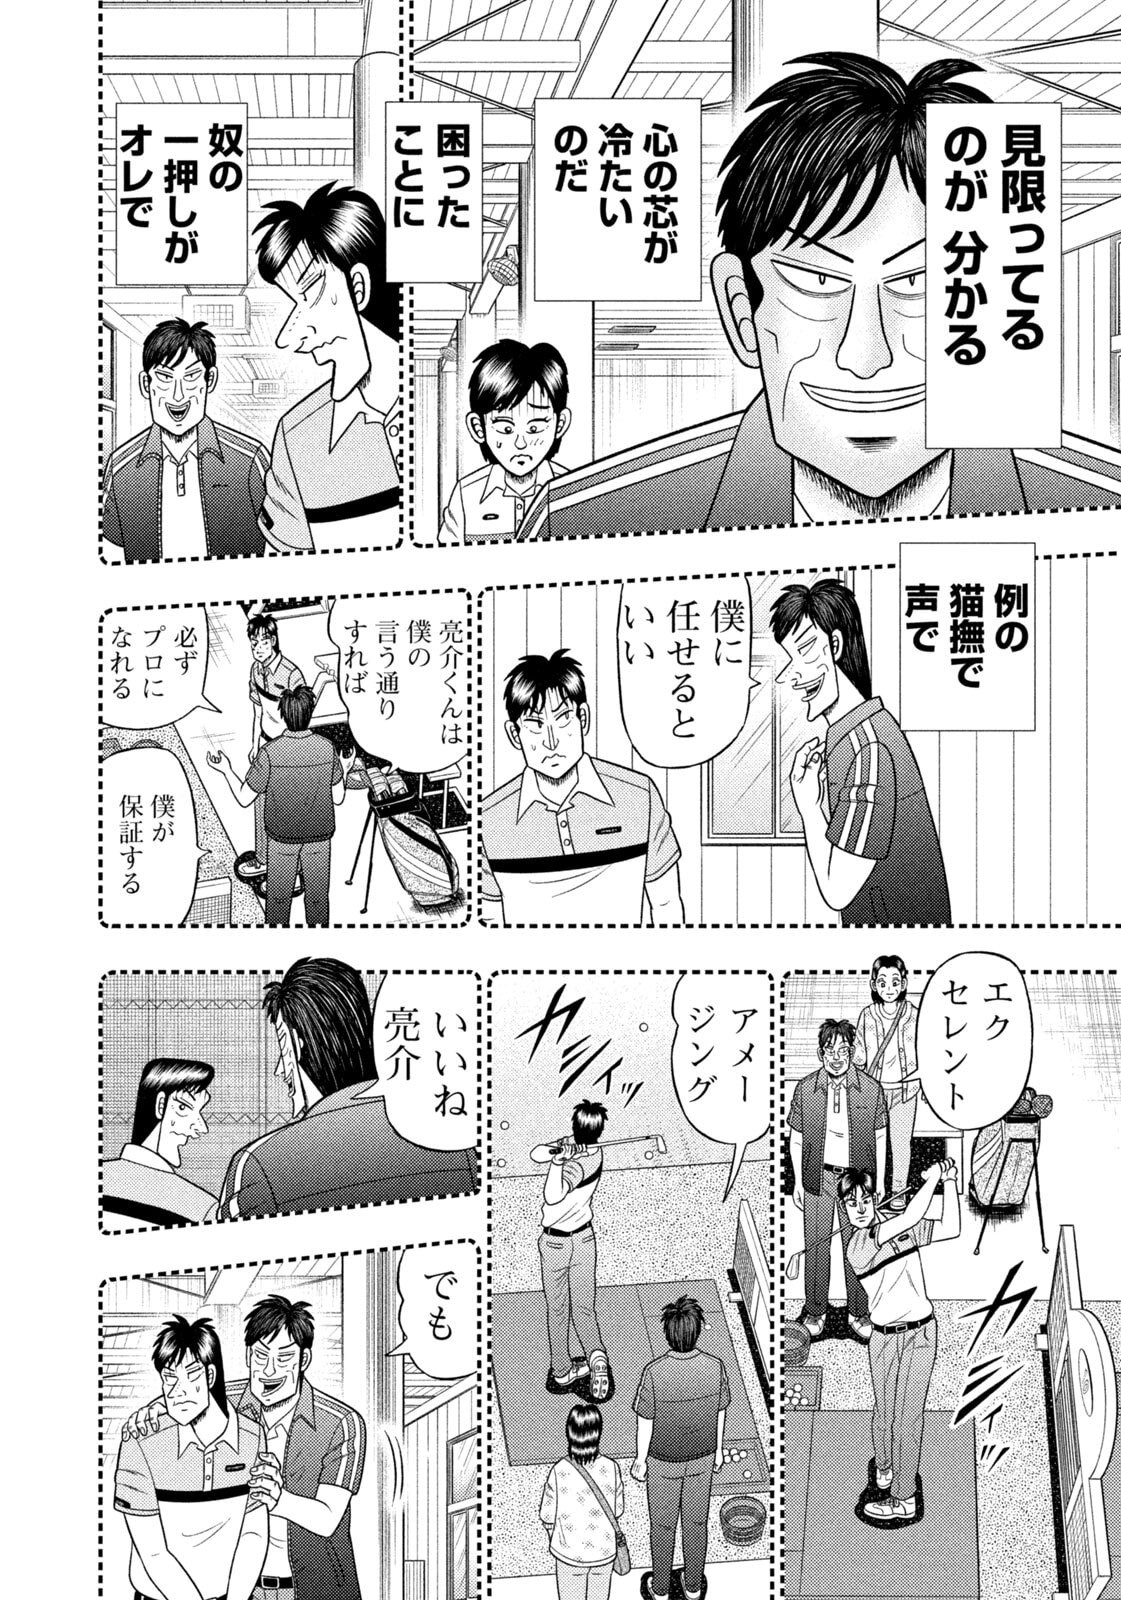 見限ってる
のが 分かる
心の芯が
冷たい
のだ
困った
ことに
奴の
一押しが
オレで
例の
猫撫で
声で
僕に
任せると
いい
亮介くんは
僕の
言う通り
すれば
必ず
プロに
なれる
僕が
保証する
エク
セレント
カ
シィッ
アメー
ジング
カ
シィッ
いいね
亮介
でも